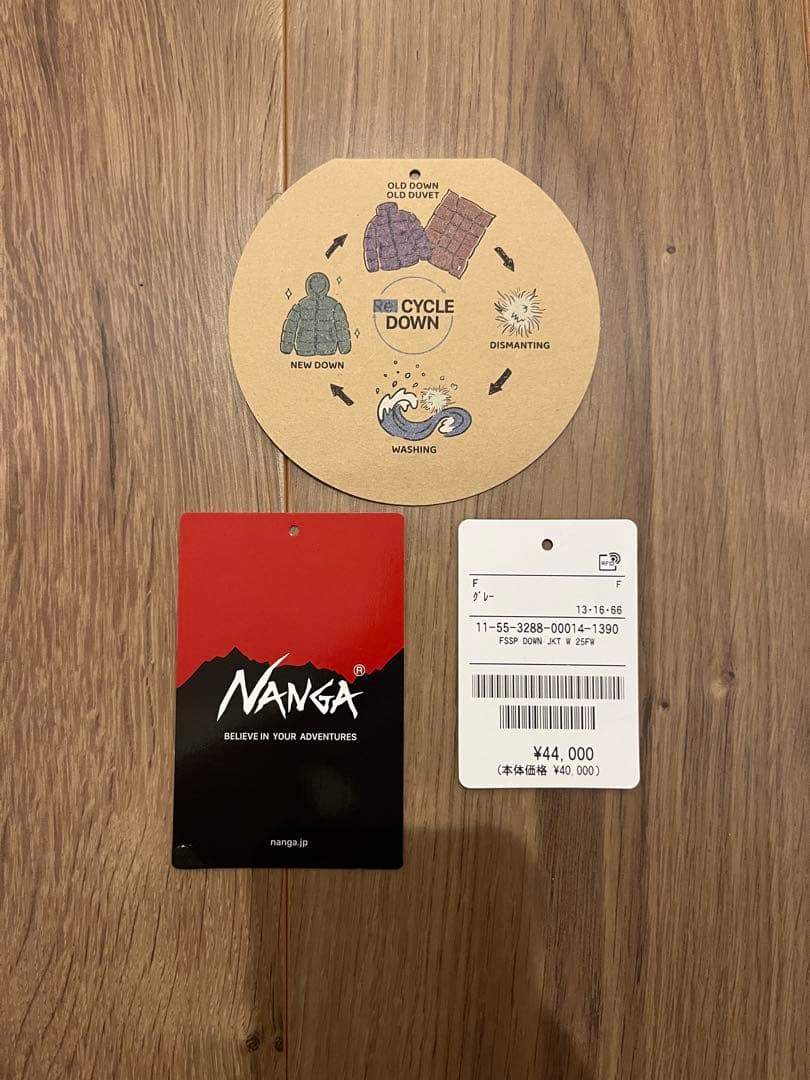 OLD DOWN
OLD DUVET
Re: CYCLE
DOWN
DISMANTING
NEW DOWN
WASHING
NANGA®
BELIEVE IN YOUR ADVENTURES
nanga.jp
RFID
F F
グレー
13・16・66
11-55-3288-00014-1390
FSSP DOWN JKT W 25FW
¥44,000
(本体価格 ¥40,000)